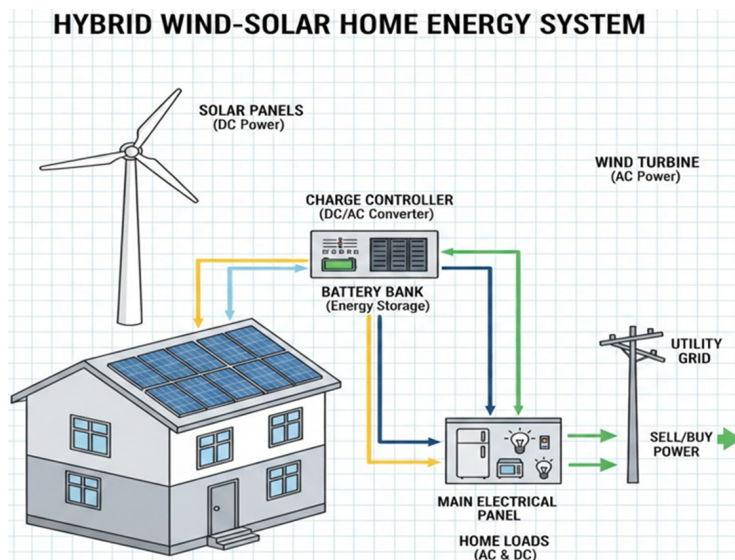 HYBRID WIND-SOLAR HOME ENERGY SYSTEM
SOLAR PANELS
(DC Power)
WIND TURBINE
(AC Power)
CHARGE CONTROLLER
(DC/AC Converter)
BATTERY BANK
(Energy Storage)
UTILITY
GRID
SELL/BUY
POWER
MAIN ELECTRICAL
PANEL
HOME LOADS
(AC & DC)